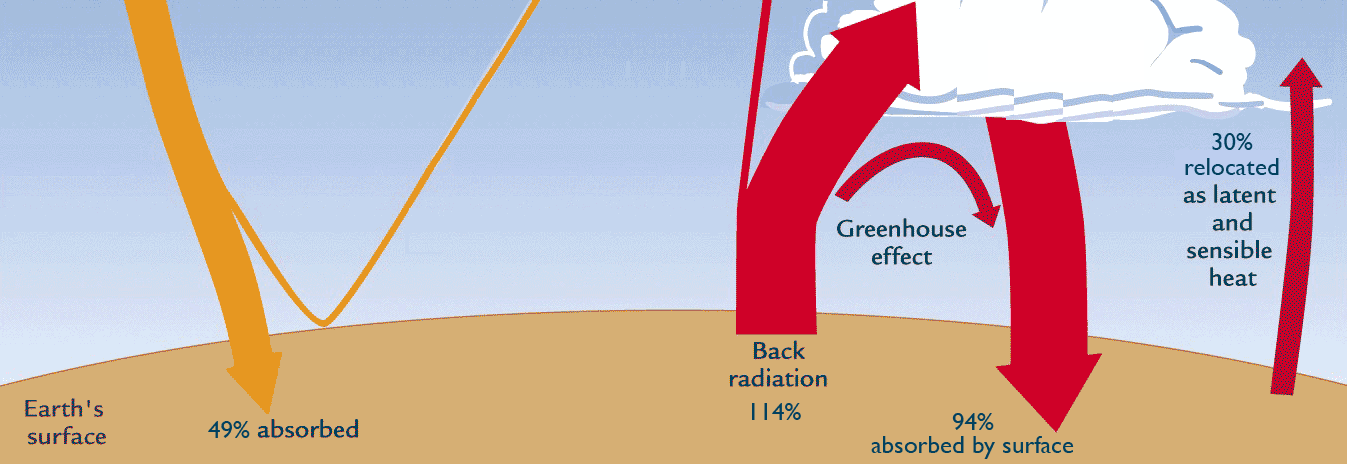 Earth's
surface
49% absorbed
Back
radiation
114%
Greenhouse
effect
94%
absorbed by surface
30%
relocated
as latent
and
sensible
heat